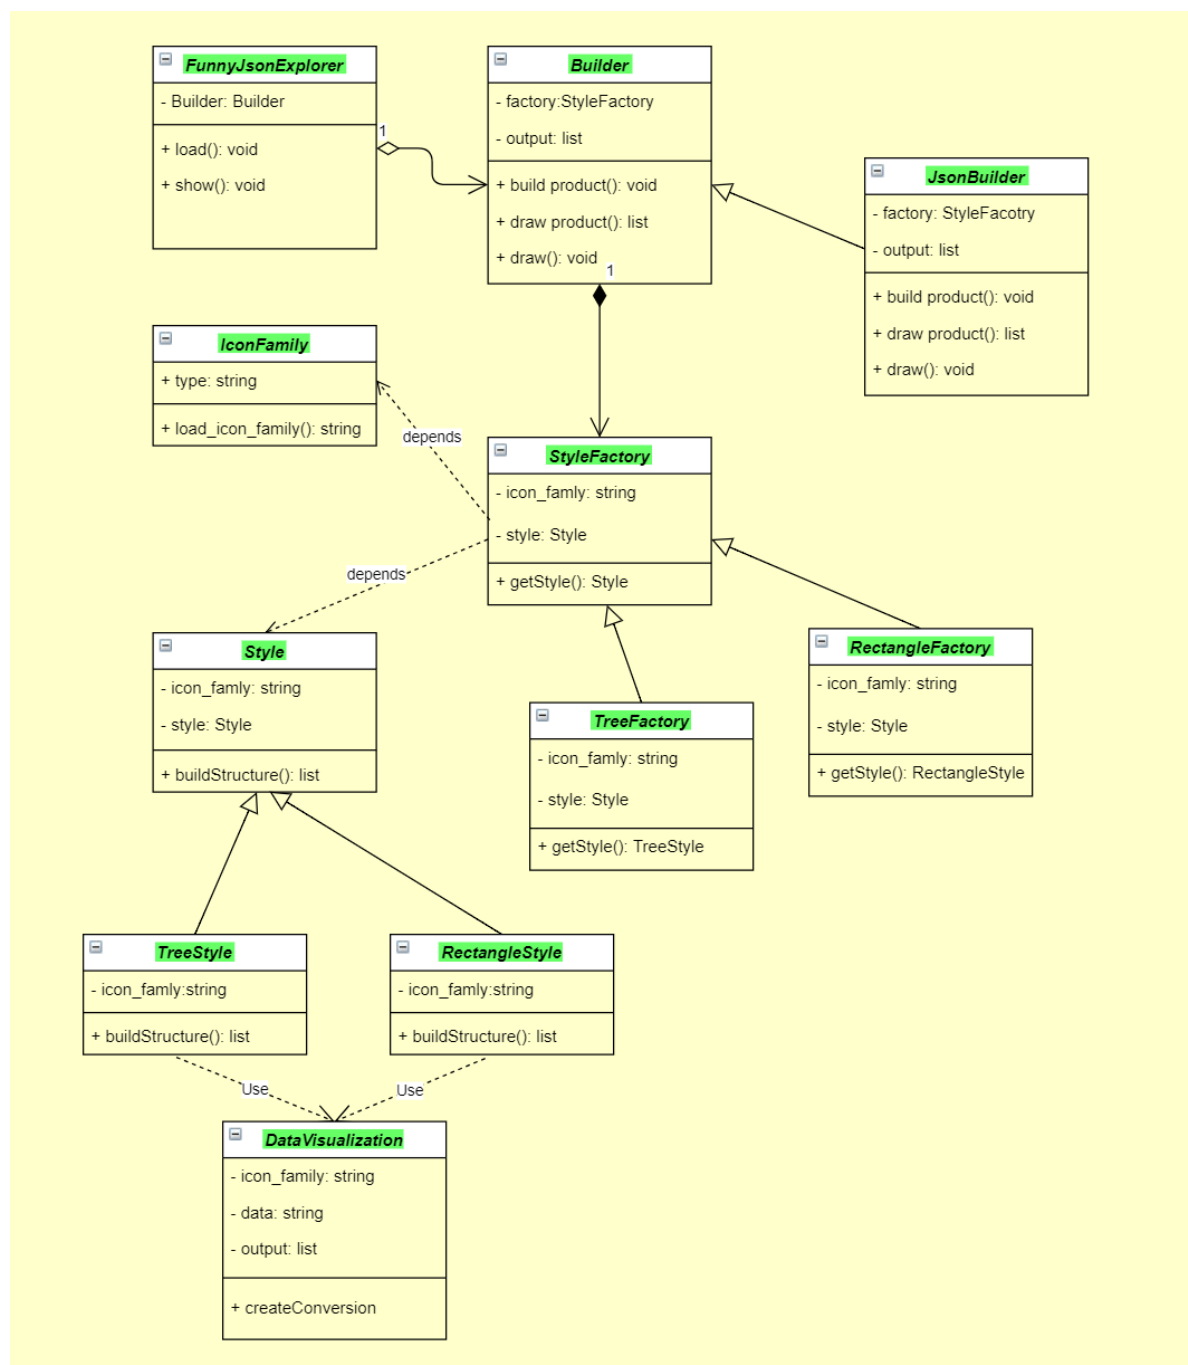 FunnyJsonExplorer
- Builder: Builder
+ load(): void
+ show(): void
1
Builder
- factory:StyleFactory
- output: list
+ build product(): void
+ draw product(): list
+ draw(): void
1
JsonBuilder
- factory: StyleFacotry
- output: list
+ build product(): void
+ draw product(): list
+ draw(): void
IconFamily
+ type: string
+ load_icon_family(): string
depends
StyleFactory
- icon_famly: string
- style: Style
+ getStyle(): Style
depends
Style
- icon_famly: string
- style: Style
+ buildStructure(): list
RectangleFactory
- icon_famly: string
- style: Style
+ getStyle(): RectangleStyle
TreeFactory
- icon_famly: string
- style: Style
+ getStyle(): TreeStyle
TreeStyle
- icon_famly:string
+ buildStructure(): list
RectangleStyle
- icon_famly:string
+ buildStructure(): list
Use
Use
DataVisualization
- icon_family: string
- data: string
- output: list
+ createConversion